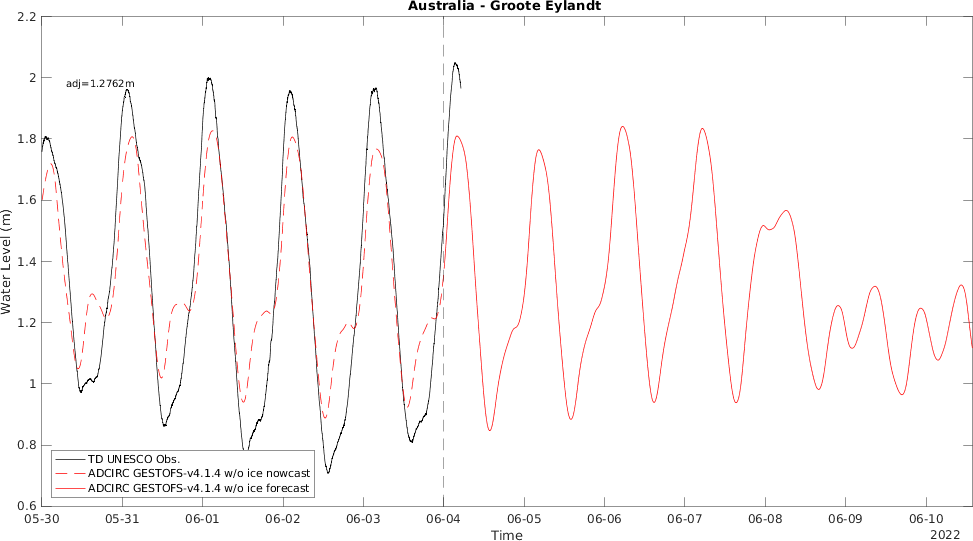 Australia - Groote Eylandt
2.2
2
1.8
1.6
1.4
1.2
1
0.8
0.6
Water Level (m)
adj=1.2762m
TD UNESCO Obs.
ADCIRC GESTOFS-v4.1.4 w/o ice nowcast
ADCIRC GESTOFS-v4.1.4 w/o ice forecast
05-30 05-31 06-01 06-02 06-03 06-04 06-05 06-06 06-07 06-08 06-09 06-10
Time
2022